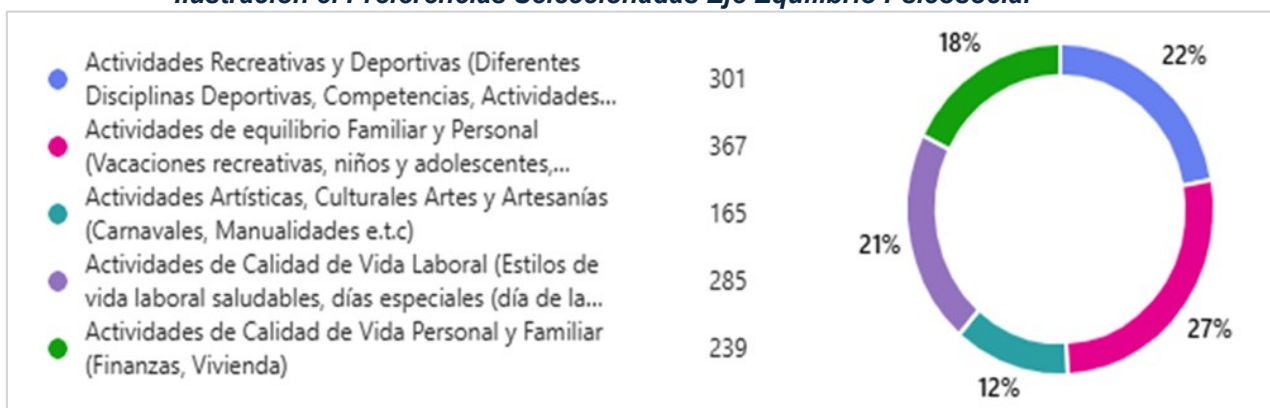 Actividades Recreativas y Deportivas (Diferentes
Disciplinas Deportivas, Competencias, Actividades...
301
Actividades de equilibrio Familiar y Personal
(Vacaciones recreativas, niños y adolescentes,...
367
Actividades Artísticas, Culturales Artes y Artesanías
(Carnavales, Manualidades e.t.c)
165
Actividades de Calidad de Vida Laboral (Estilos de
vida laboral saludables, días especiales (día de la...
285
Actividades de Calidad de Vida Personal y Familiar
(Finanzas, Vivienda)
239
18%
22%
21%
27%
12%